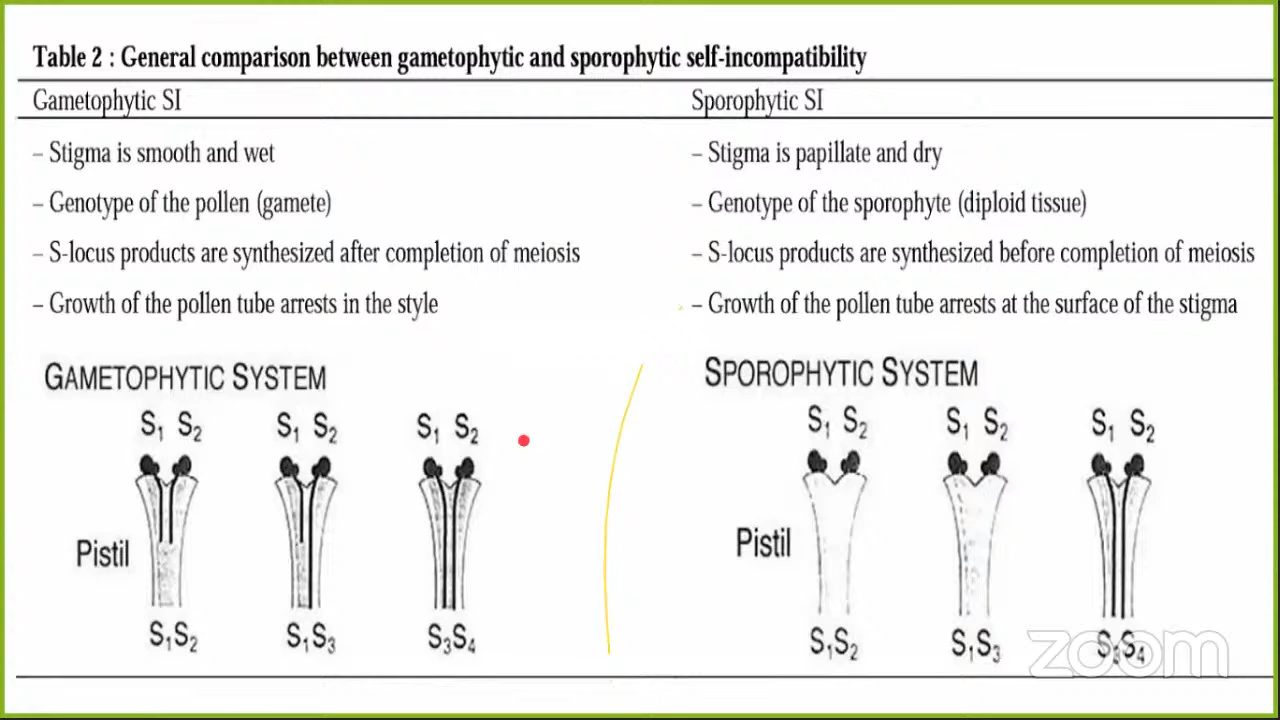 Table 2 : General comparison between gametophytic and sporophytic self-incompatibility
Gametophytic SI
Sporophytic SI
– Stigma is smooth and wet
– Stigma is papillate and dry
– Genotype of the pollen (gamete)
– Genotype of the sporophyte (diploid tissue)
– S-locus products are synthesized after completion of meiosis
– S-locus products are synthesized before completion of meiosis
– Growth of the pollen tube arrests in the style
– Growth of the pollen tube arrests at the surface of the stigma
GAMETOPHYTIC SYSTEM
S₁ S₂ S₁ S₂ S₁ S₂
Pistil
S₁S₂ S₁S₃ S₃S₄
SPOROPHYTIC SYSTEM
S₁ S₂ S₁ S₂ S₁ S₂
Pistil
S₁S₂ S₁S₃ S₃S₄
zoom